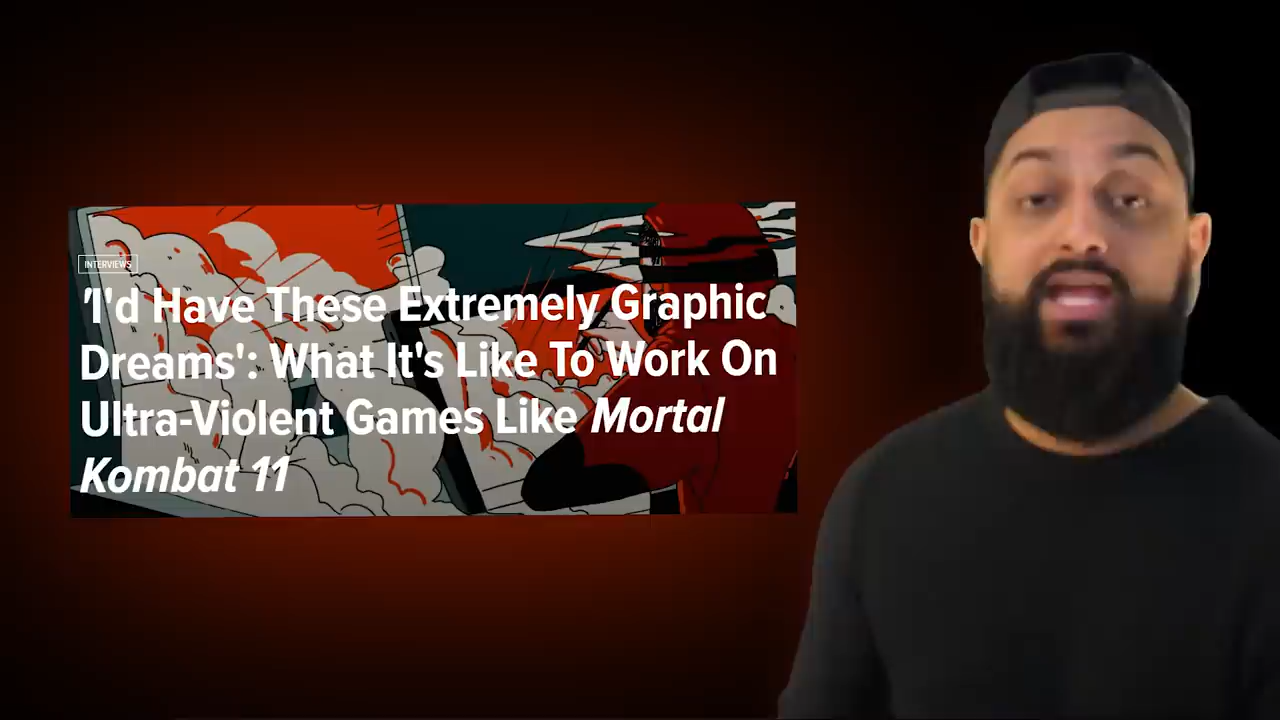 INTERVIEWS
'I'd Have These Extremely Graphic
Dreams': What It's Like To Work On
Ultra-Violent Games Like Mortal
Kombat 11